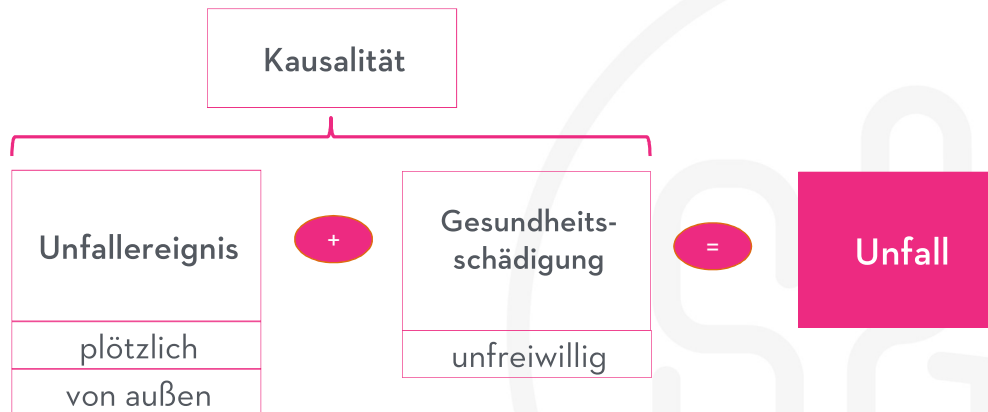 Kausalität
Unfallereignis
+
Gesundheits-
schädigung
=
Unfall
plötzlich
unfreiwillig
von außen